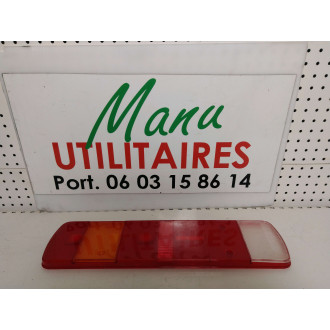 Manu
UTILITAIRES
Port. 06 03 15 86 14